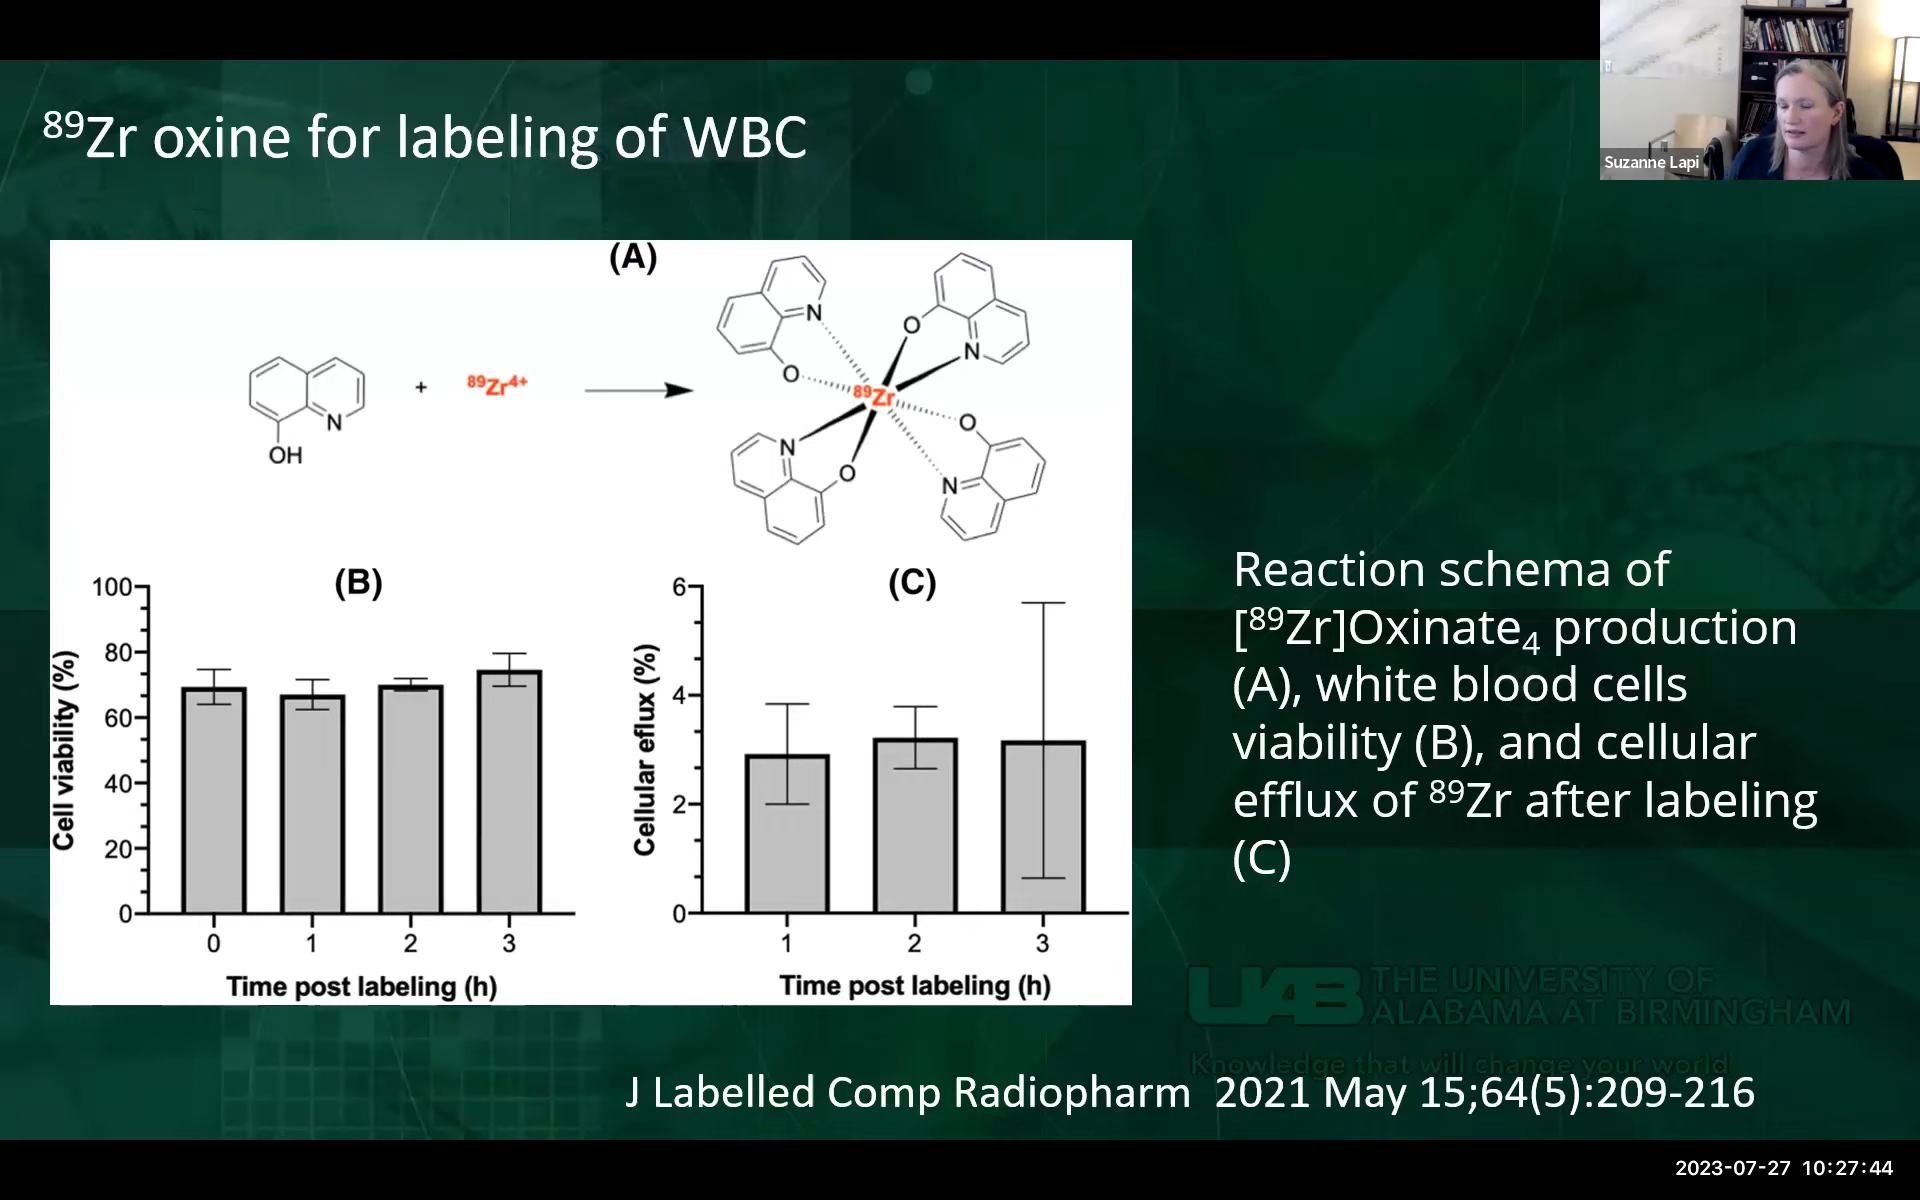 Suzanne Lapi
⁸⁹Zr oxine for labeling of WBC
(A)
OH
N
+
⁸⁹Zr⁴⁺
N
O
O
N
⁸⁹Zr
N
O
O
N
(B)
100
80
60
40
20
0
Cell viability (%)
0 1 2 3
Time post labeling (h)
(C)
6
4
2
0
Cellular eflux (%)
1 2 3
Time post labeling (h)
Reaction schema of
[⁸⁹Zr]Oxinate₄ production
(A), white blood cells
viability (B), and cellular
efflux of ⁸⁹Zr after labeling
(C)
UAB
THE UNIVERSITY OF
ALABAMA AT BIRMINGHAM
Knowledge that will change your world
J Labelled Comp Radiopharm 2021 May 15;64(5):209-216
2023-07-27 10:27:44